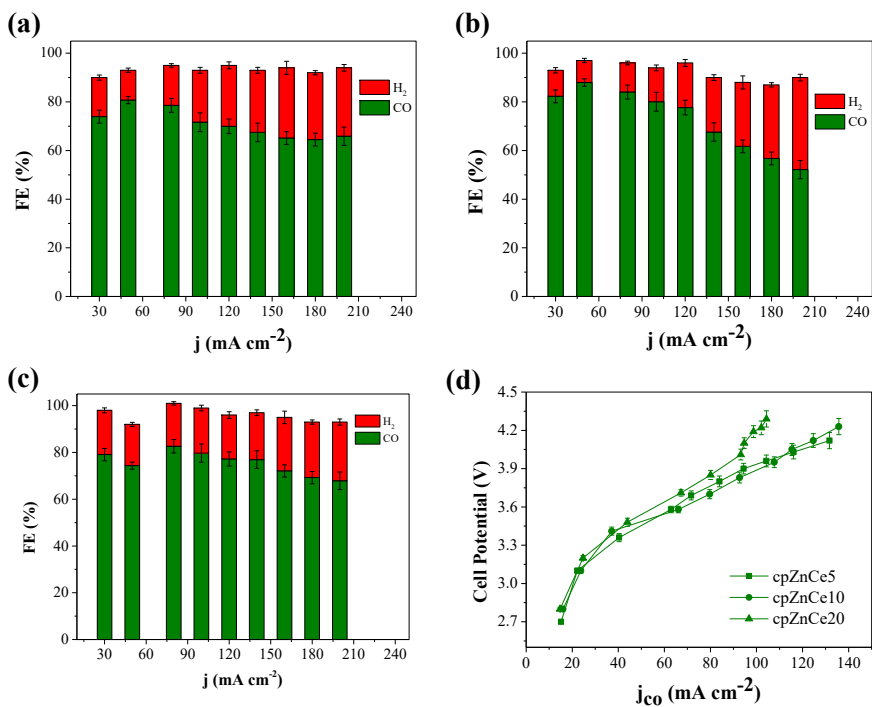 (a)
100
80
60
40
20
0
FE (%)
H₂
CO
30 60 90 120 150 180 210 240
j (mA cm⁻²)
(b)
100
80
60
40
20
0
FE (%)
H₂
CO
30 60 90 120 150 180 210 240
j (mA cm⁻²)
(c)
100
80
60
40
20
0
FE (%)
H₂
CO
30 60 90 120 150 180 210 240
j (mA cm⁻²)
(d)
4.5
4.2
3.9
3.6
3.3
3.0
2.7
Cell Potential (V)
cpZnCe5
cpZnCe10
cpZnCe20
0 20 40 60 80 100 120 140
jco (mA cm⁻²)